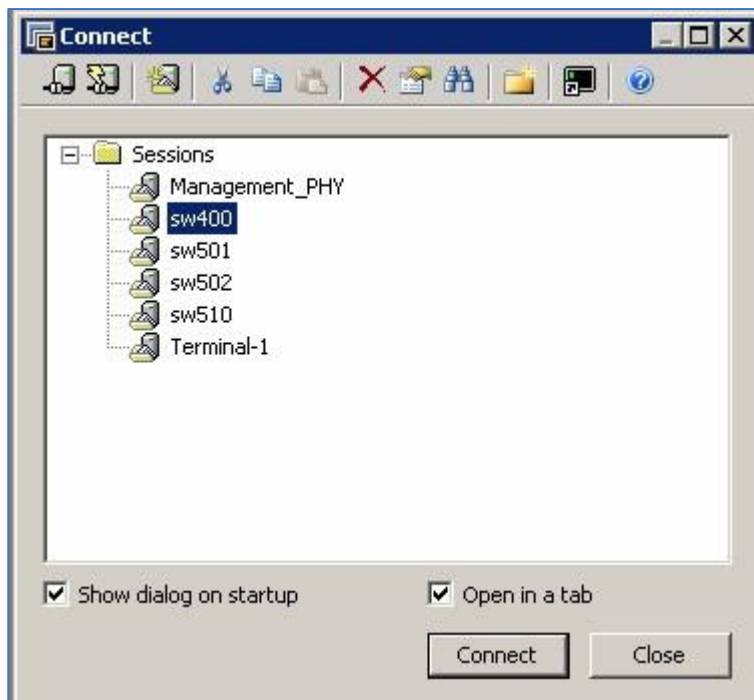 Connect
Sessions
Management_PHY
sw400
sw501
sw502
sw510
Terminal-1
Show dialog on startup
Open in a tab
Connect
Close